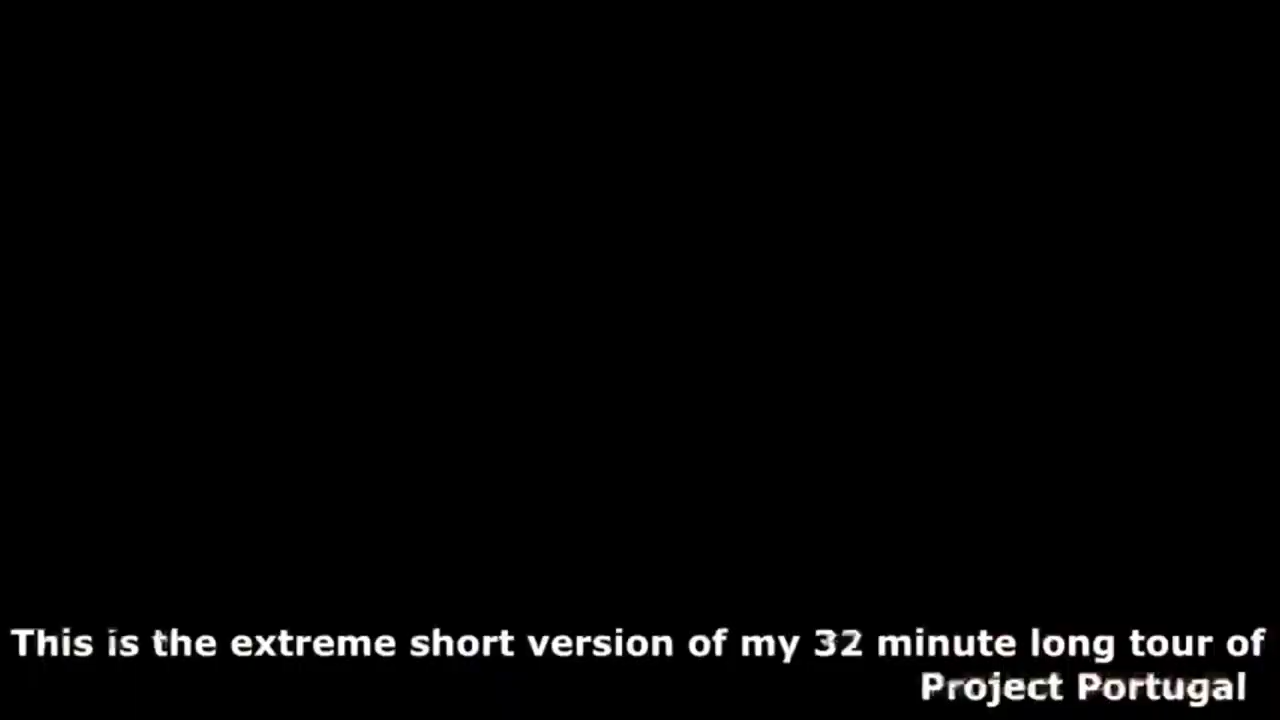 This is the extreme short version of my 32 minute long tour of
Project Portugal